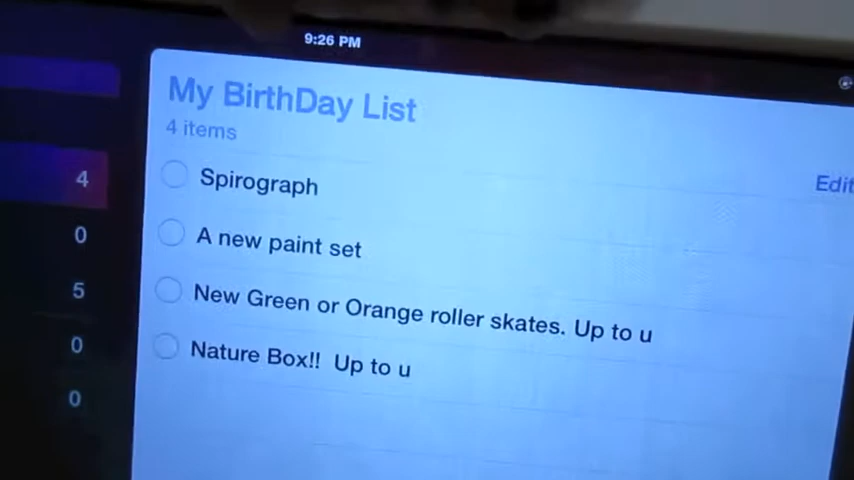 9:26 PM
My BirthDay List
4 items
Edit
4
Spirograph
0
A new paint set
5
New Green or Orange roller skates. Up to u
0
Nature Box!! Up to u
0